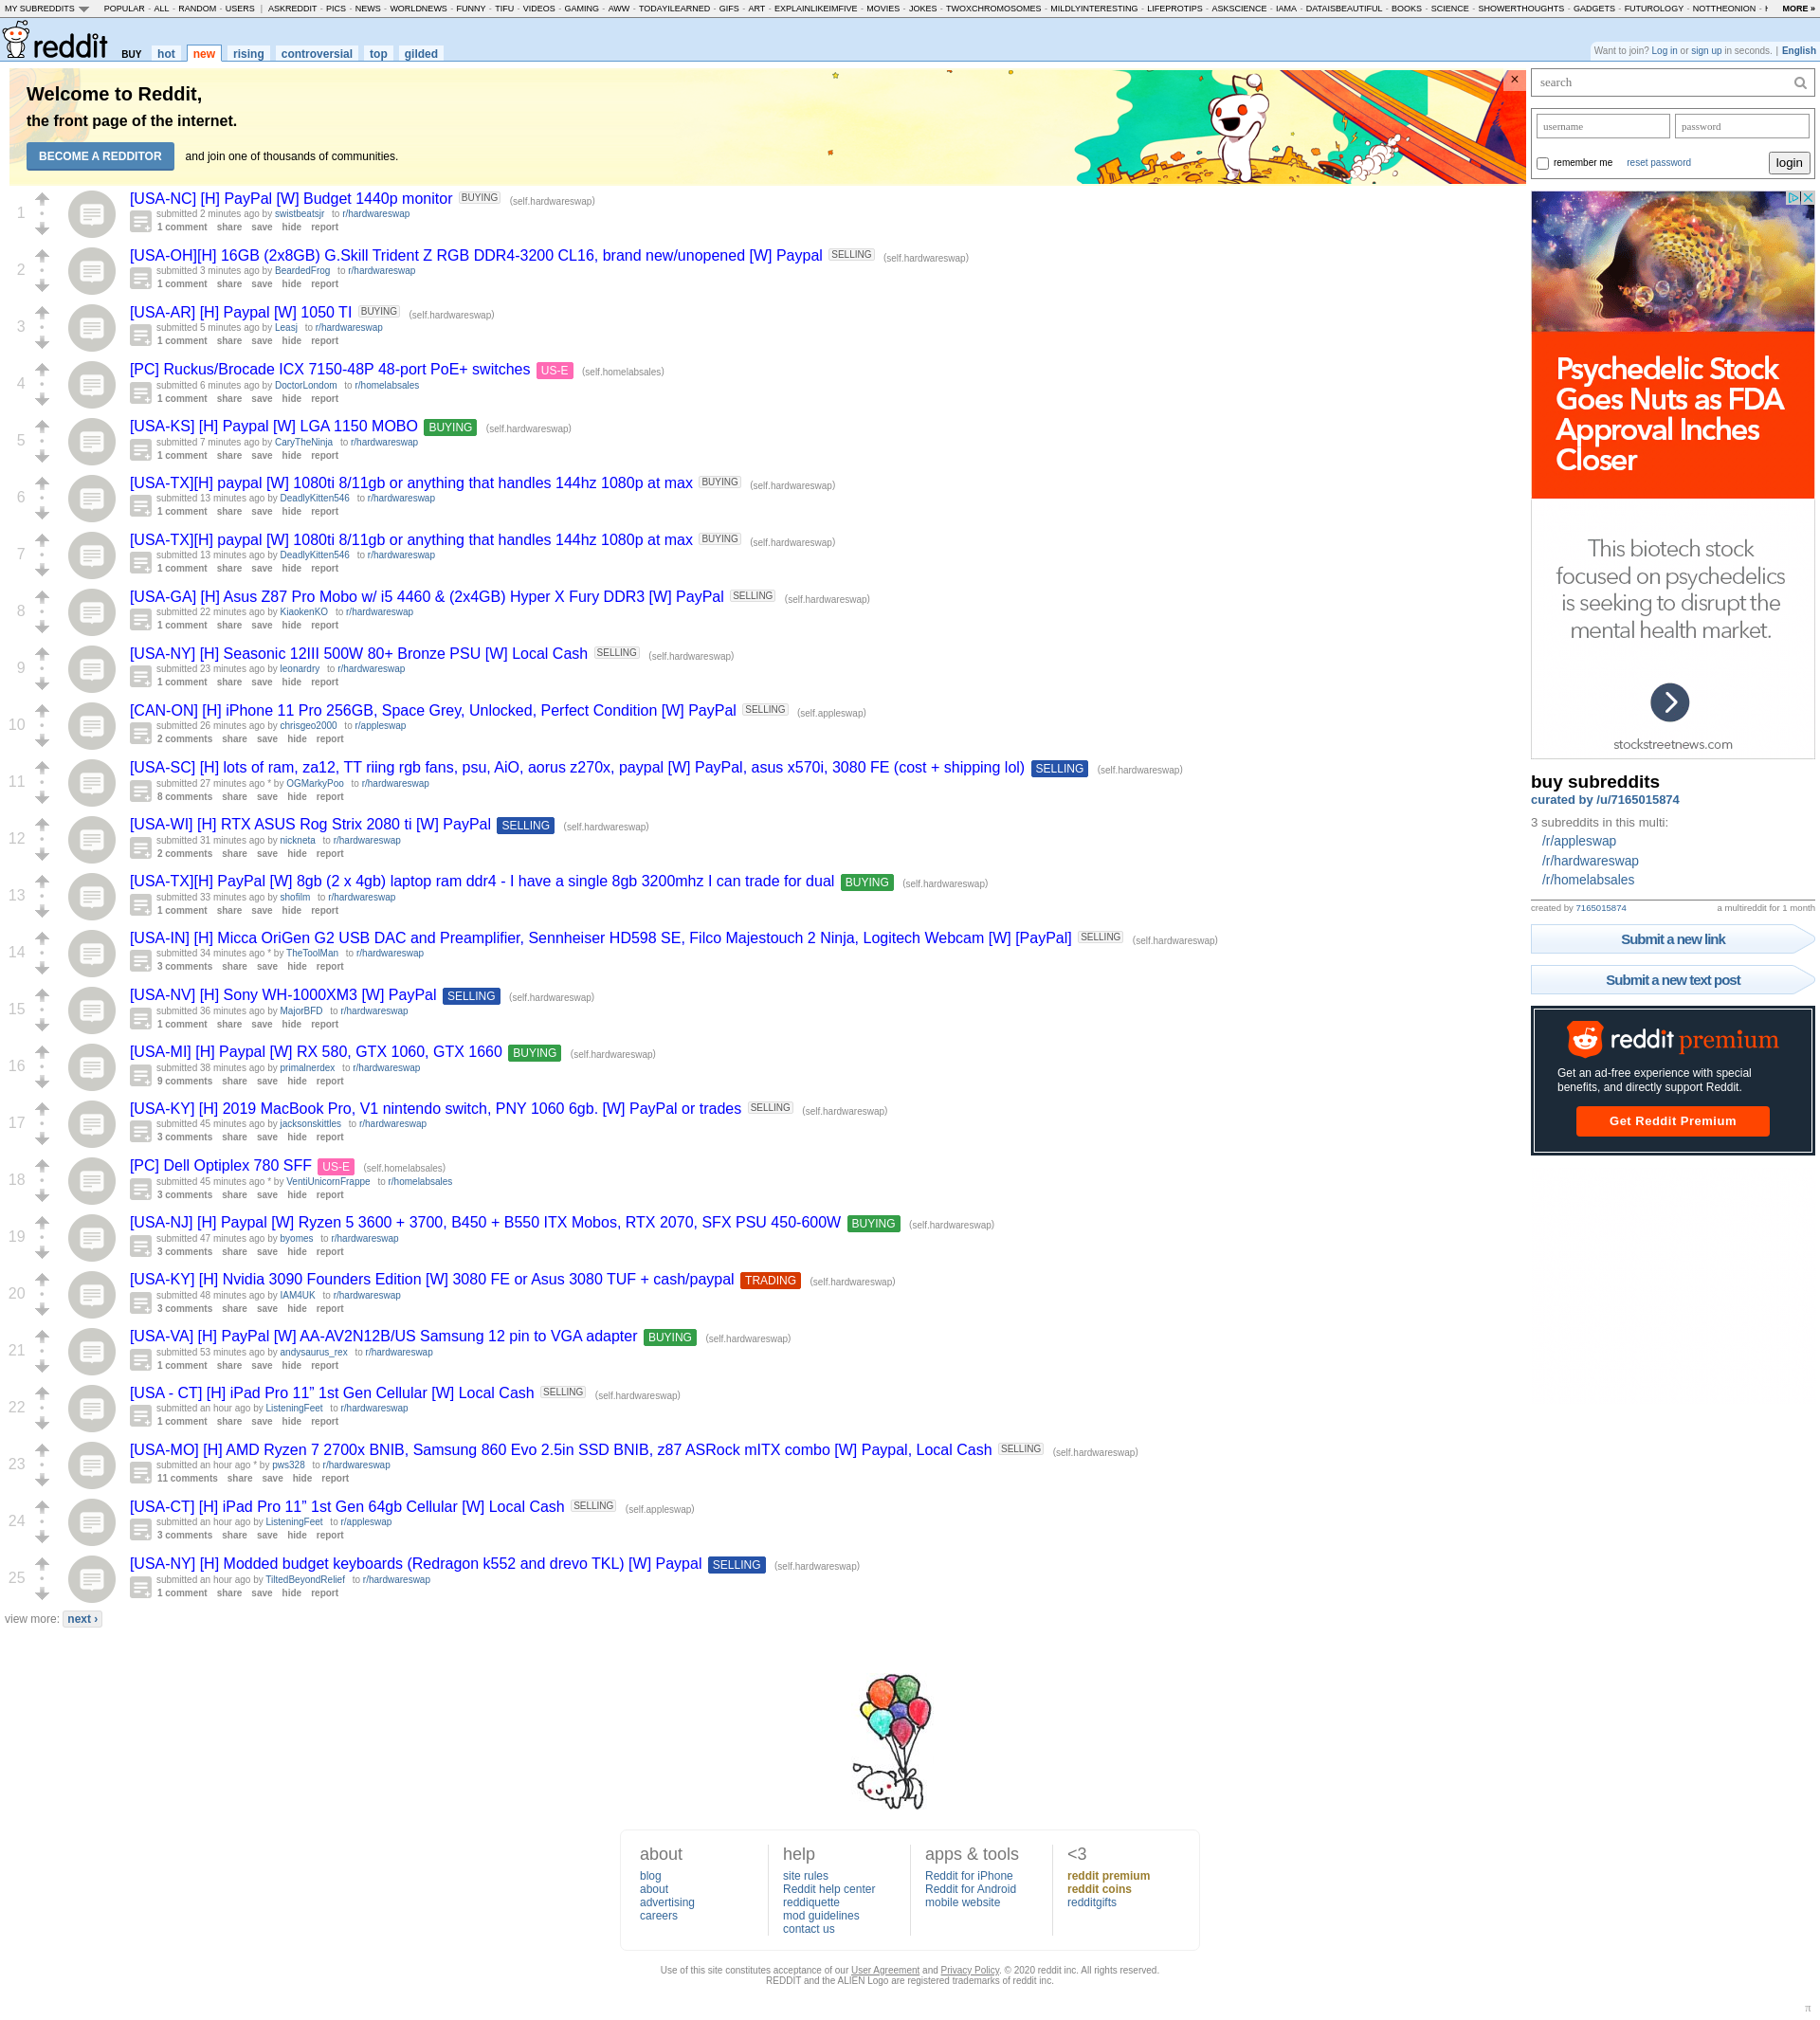 MY SUBREDDITS POPULAR - ALL - RANDOM - USERS | ASKREDDIT - PICS - NEWS - WORLDNEWS - FUNNY - TIFU - VIDEOS - GAMING - AWW - TODAYILEARNED - GIFS - ART - EXPLAINLIKEIMFIVE - MOVIES - JOKES - TWOXCHROMOSOMES - MILDLYINTERESTING - LIFEPROTIPS - ASKSCIENCE - IAMA - DATAISBEAUTIFUL - BOOKS - SCIENCE - SHOWERTHOUGHTS - GADGETS - FUTUROLOGY - NOTTHEONION - MORE »
reddit BUY hot new rising controversial top gilded
Want to join? Log in or sign up in seconds. | English
Welcome to Reddit,
the front page of the internet.
BECOME A REDDITOR and join one of thousands of communities.
×
1
[USA-NC] [H] PayPal [W] Budget 1440p monitor BUYING (self.hardwareswap)
submitted 2 minutes ago by swistbeatsjr to r/hardwareswap
1 comment share save hide report
2
[USA-OH][H] 16GB (2x8GB) G.Skill Trident Z RGB DDR4-3200 CL16, brand new/unopened [W] Paypal SELLING (self.hardwareswap)
submitted 3 minutes ago by BeardedFrog to r/hardwareswap
1 comment share save hide report
3
[USA-AR] [H] Paypal [W] 1050 TI BUYING (self.hardwareswap)
submitted 5 minutes ago by Leasj to r/hardwareswap
1 comment share save hide report
4
[PC] Ruckus/Brocade ICX 7150-48P 48-port PoE+ switches US-E (self.homelabsales)
submitted 6 minutes ago by DoctorLondom to r/homelabsales
1 comment share save hide report
5
[USA-KS] [H] Paypal [W] LGA 1150 MOBO BUYING (self.hardwareswap)
submitted 7 minutes ago by CaryTheNinja to r/hardwareswap
1 comment share save hide report
6
[USA-TX][H] paypal [W] 1080ti 8/11gb or anything that handles 144hz 1080p at max BUYING (self.hardwareswap)
submitted 13 minutes ago by DeadlyKitten546 to r/hardwareswap
1 comment share save hide report
7
[USA-TX][H] paypal [W] 1080ti 8/11gb or anything that handles 144hz 1080p at max BUYING (self.hardwareswap)
submitted 13 minutes ago by DeadlyKitten546 to r/hardwareswap
1 comment share save hide report
8
[USA-GA] [H] Asus Z87 Pro Mobo w/ i5 4460 & (2x4GB) Hyper X Fury DDR3 [W] PayPal SELLING (self.hardwareswap)
submitted 22 minutes ago by KiaokenKO to r/hardwareswap
1 comment share save hide report
9
[USA-NY] [H] Seasonic 12III 500W 80+ Bronze PSU [W] Local Cash SELLING (self.hardwareswap)
submitted 23 minutes ago by leonardry to r/hardwareswap
1 comment share save hide report
10
[CAN-ON] [H] iPhone 11 Pro 256GB, Space Grey, Unlocked, Perfect Condition [W] PayPal SELLING (self.appleswap)
submitted 26 minutes ago by chrisgeo2000 to r/appleswap
2 comments share save hide report
11
[USA-SC] [H] lots of ram, za12, TT riing rgb fans, psu, AiO, aorus z270x, paypal [W] PayPal, asus x570i, 3080 FE (cost + shipping lol) SELLING (self.hardwareswap)
submitted 27 minutes ago * by OGMarkyPoo to r/hardwareswap
8 comments share save hide report
12
[USA-WI] [H] RTX ASUS Rog Strix 2080 ti [W] PayPal SELLING (self.hardwareswap)
submitted 31 minutes ago by nickneta to r/hardwareswap
2 comments share save hide report
13
[USA-TX][H] PayPal [W] 8gb (2 x 4gb) laptop ram ddr4 - I have a single 8gb 3200mhz I can trade for dual BUYING (self.hardwareswap)
submitted 33 minutes ago by shofilm to r/hardwareswap
1 comment share save hide report
14
[USA-IN] [H] Micca OriGen G2 USB DAC and Preamplifier, Sennheiser HD598 SE, Filco Majestouch 2 Ninja, Logitech Webcam [W] [PayPal] SELLING (self.hardwareswap)
submitted 34 minutes ago * by TheToolMan to r/hardwareswap
3 comments share save hide report
15
[USA-NV] [H] Sony WH-1000XM3 [W] PayPal SELLING (self.hardwareswap)
submitted 36 minutes ago by MajorBFD to r/hardwareswap
1 comment share save hide report
16
[USA-MI] [H] Paypal [W] RX 580, GTX 1060, GTX 1660 BUYING (self.hardwareswap)
submitted 38 minutes ago by primalnerdex to r/hardwareswap
9 comments share save hide report
17
[USA-KY] [H] 2019 MacBook Pro, V1 nintendo switch, PNY 1060 6gb. [W] PayPal or trades SELLING (self.hardwareswap)
submitted 45 minutes ago by jacksonskittles to r/hardwareswap
3 comments share save hide report
18
[PC] Dell Optiplex 780 SFF US-E (self.homelabsales)
submitted 45 minutes ago * by VentiUnicornFrappe to r/homelabsales
3 comments share save hide report
19
[USA-NJ] [H] Paypal [W] Ryzen 5 3600 + 3700, B450 + B550 ITX Mobos, RTX 2070, SFX PSU 450-600W BUYING (self.hardwareswap)
submitted 47 minutes ago by byomes to r/hardwareswap
3 comments share save hide report
20
[USA-KY] [H] Nvidia 3090 Founders Edition [W] 3080 FE or Asus 3080 TUF + cash/paypal TRADING (self.hardwareswap)
submitted 48 minutes ago by IAM4UK to r/hardwareswap
3 comments share save hide report
21
[USA-VA] [H] PayPal [W] AA-AV2N12B/US Samsung 12 pin to VGA adapter BUYING (self.hardwareswap)
submitted 53 minutes ago by andysaurus_rex to r/hardwareswap
1 comment share save hide report
22
[USA - CT] [H] iPad Pro 11” 1st Gen Cellular [W] Local Cash SELLING (self.hardwareswap)
submitted an hour ago by ListeningFeet to r/hardwareswap
1 comment share save hide report
23
[USA-MO] [H] AMD Ryzen 7 2700x BNIB, Samsung 860 Evo 2.5in SSD BNIB, z87 ASRock mITX combo [W] Paypal, Local Cash SELLING (self.hardwareswap)
submitted an hour ago * by pws328 to r/hardwareswap
11 comments share save hide report
24
[USA-CT] [H] iPad Pro 11” 1st Gen 64gb Cellular [W] Local Cash SELLING (self.appleswap)
submitted an hour ago by ListeningFeet to r/appleswap
3 comments share save hide report
25
[USA-NY] [H] Modded budget keyboards (Redragon k552 and drevo TKL) [W] Paypal SELLING (self.hardwareswap)
submitted an hour ago by TiltedBeyondRelief to r/hardwareswap
1 comment share save hide report
view more: next ›
search
username password
remember me reset password login
Psychedelic Stock
Goes Nuts as FDA
Approval Inches
Closer
This biotech stock
focused on psychedelics
is seeking to disrupt the
mental health market.
stockstreetnews.com
buy subreddits
curated by /u/7165015874
3 subreddits in this multi:
/r/appleswap
/r/hardwareswap
/r/homelabsales
created by 7165015874 a multireddit for 1 month
Submit a new link
Submit a new text post
reddit premium
Get an ad-free experience with special
benefits, and directly support Reddit.
Get Reddit Premium
about
blog
about
advertising
careers
help
site rules
Reddit help center
reddiquette
mod guidelines
contact us
apps & tools
Reddit for iPhone
Reddit for Android
mobile website
<3
reddit premium
reddit coins
redditgifts
Use of this site constitutes acceptance of our User Agreement and Privacy Policy. © 2020 reddit inc. All rights reserved.
REDDIT and the ALIEN Logo are registered trademarks of reddit inc.
π